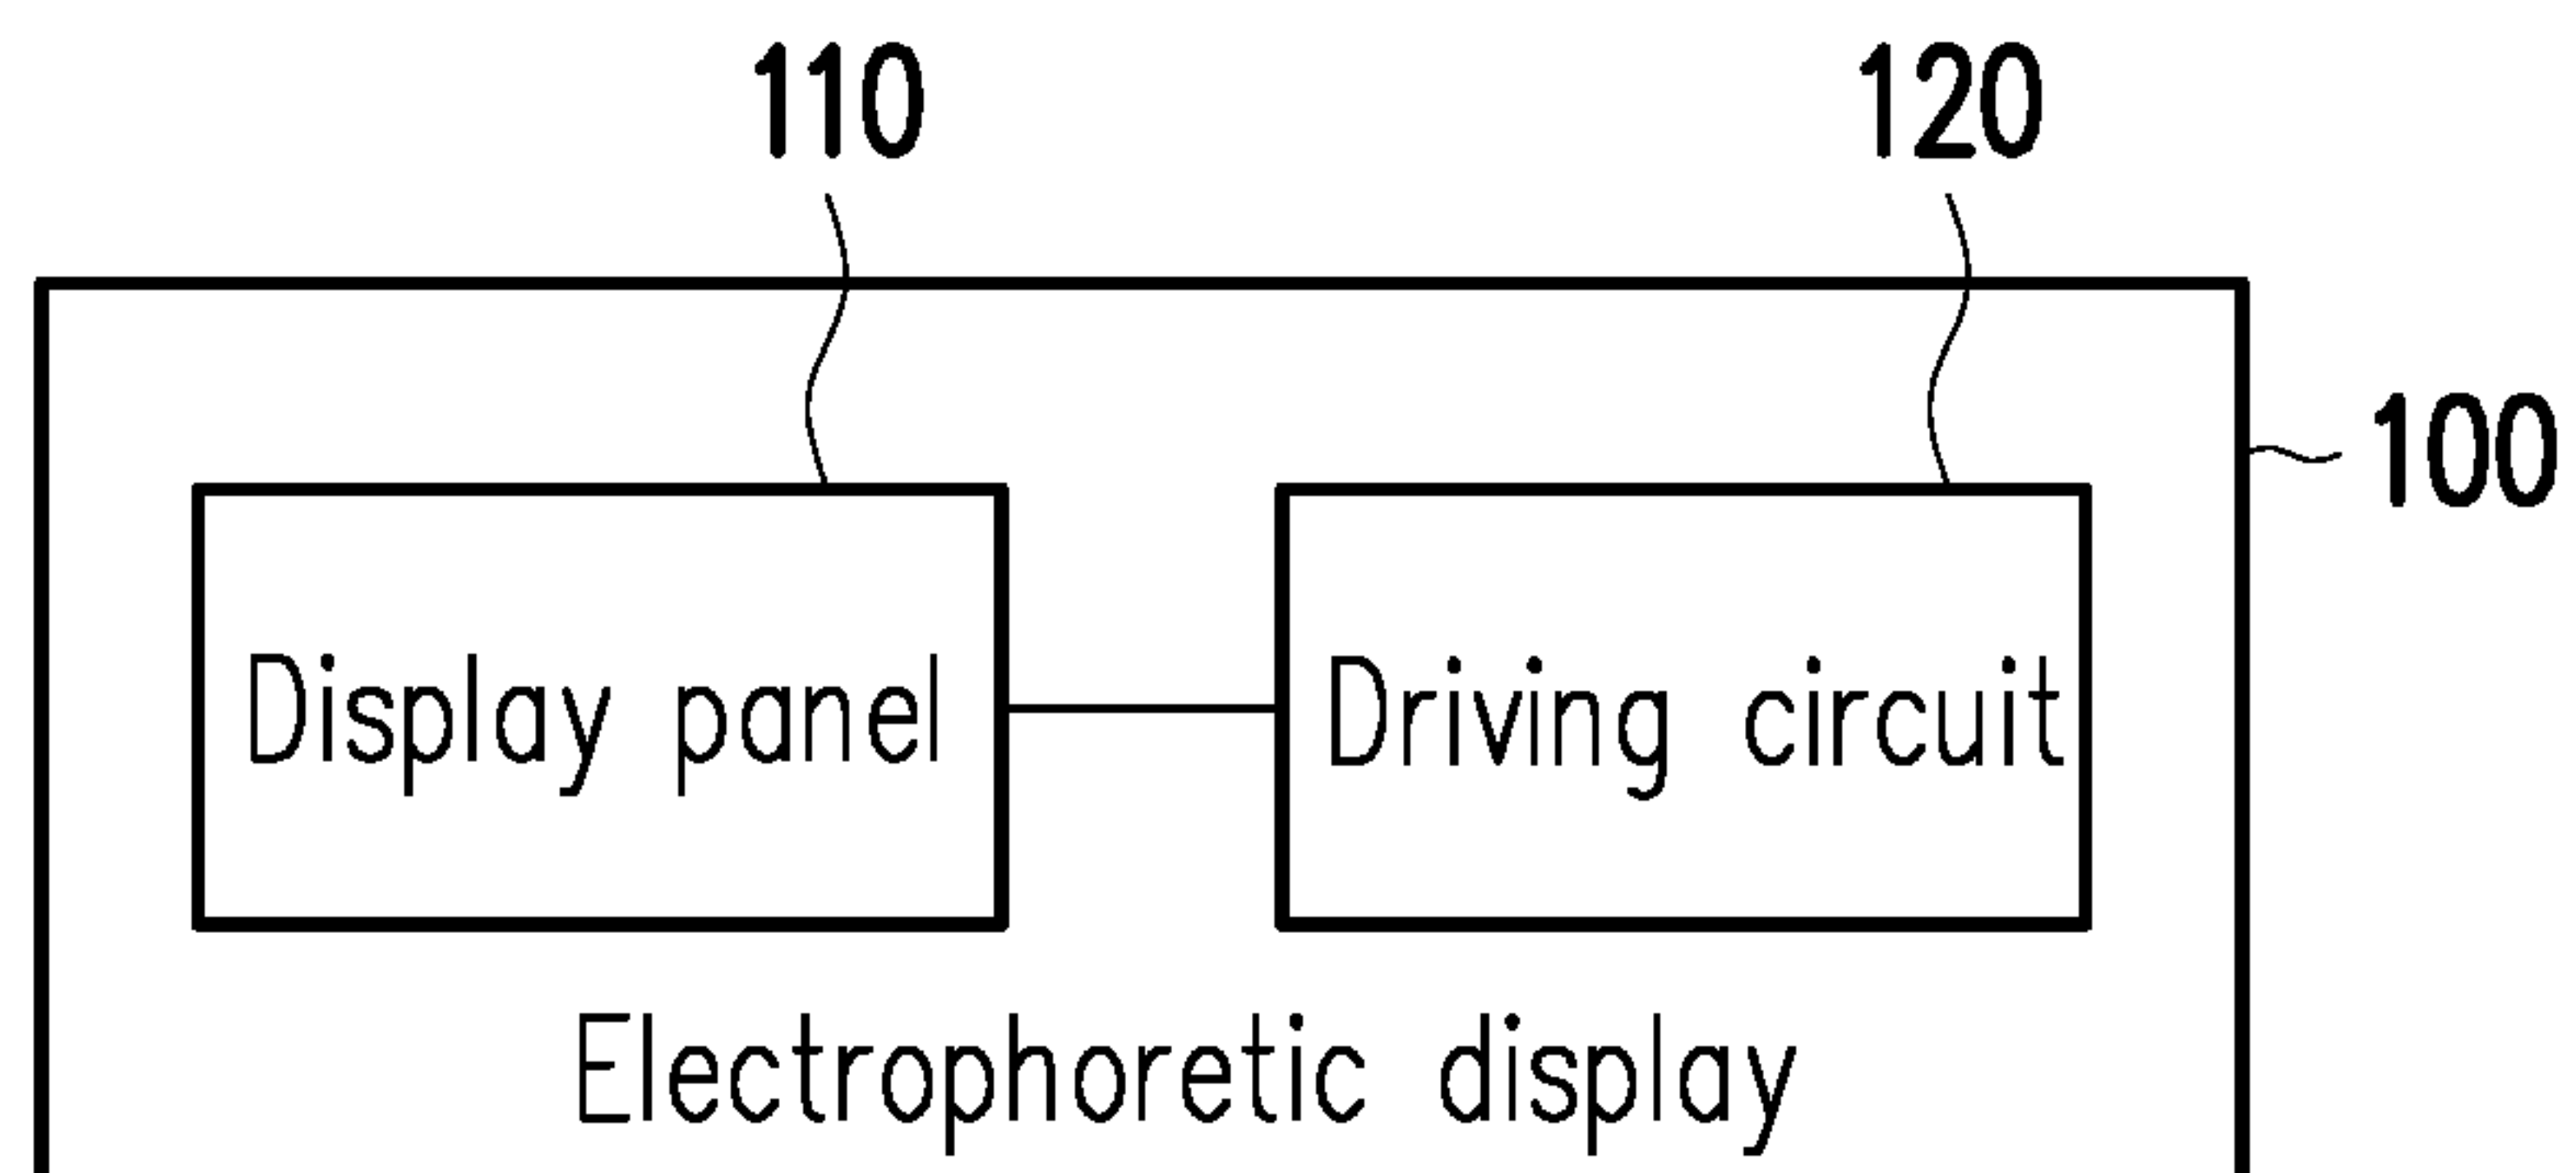 110
120
100
Display panel
Driving circuit
Electrophoretic display